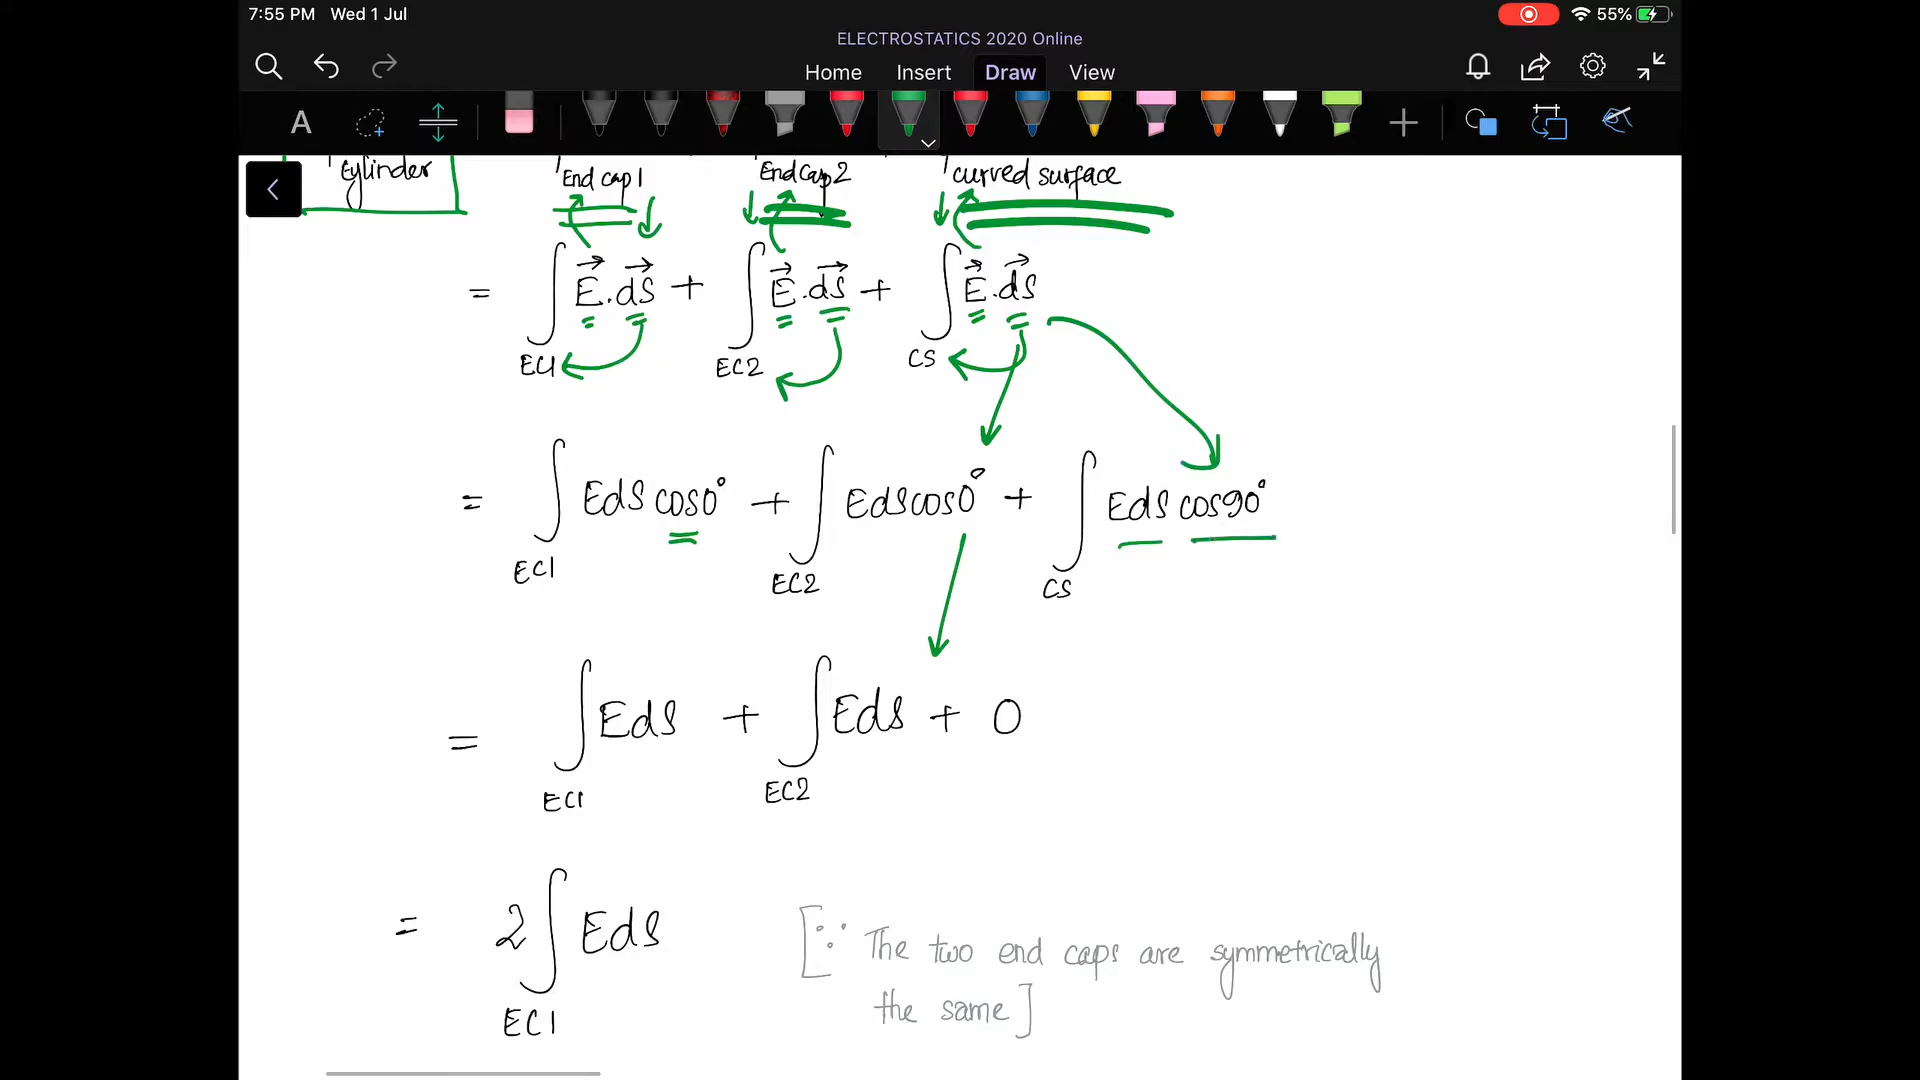 7:55 PM Wed 1 Jul
55%
ELECTROSTATICS 2020 Online
Home Insert Draw View
A
cylinder End cap 1 End cap 2 curved surface
= ∫ E⃗.dS⃗ + ∫ E⃗.dS⃗ + ∫ E⃗.dS⃗
EC1 EC2 CS
= ∫ EdS cos0° + ∫ EdS cos0° + ∫ EdS cos90°
EC1 EC2 CS
= ∫ EdS + ∫ EdS + 0
EC1 EC2
= 2 ∫ EdS [∵ The two end caps are symmetrically
the same]
EC1